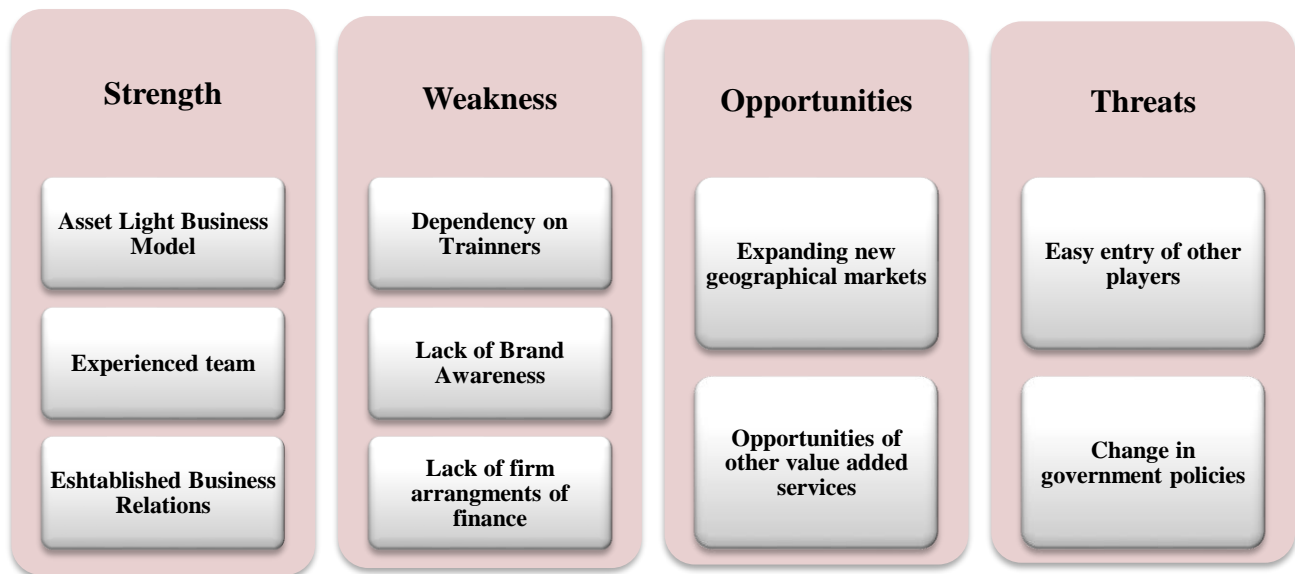 Strength
Asset Light Business
Model
Experienced team
Eshtablished Business
Relations
Weakness
Dependency on
Trainners
Lack of Brand
Awareness
Lack of firm
arrangments of
finance
Opportunities
Expanding new
geographical markets
Opportunities of
other value added
services
Threats
Easy entry of other
players
Change in
government policies